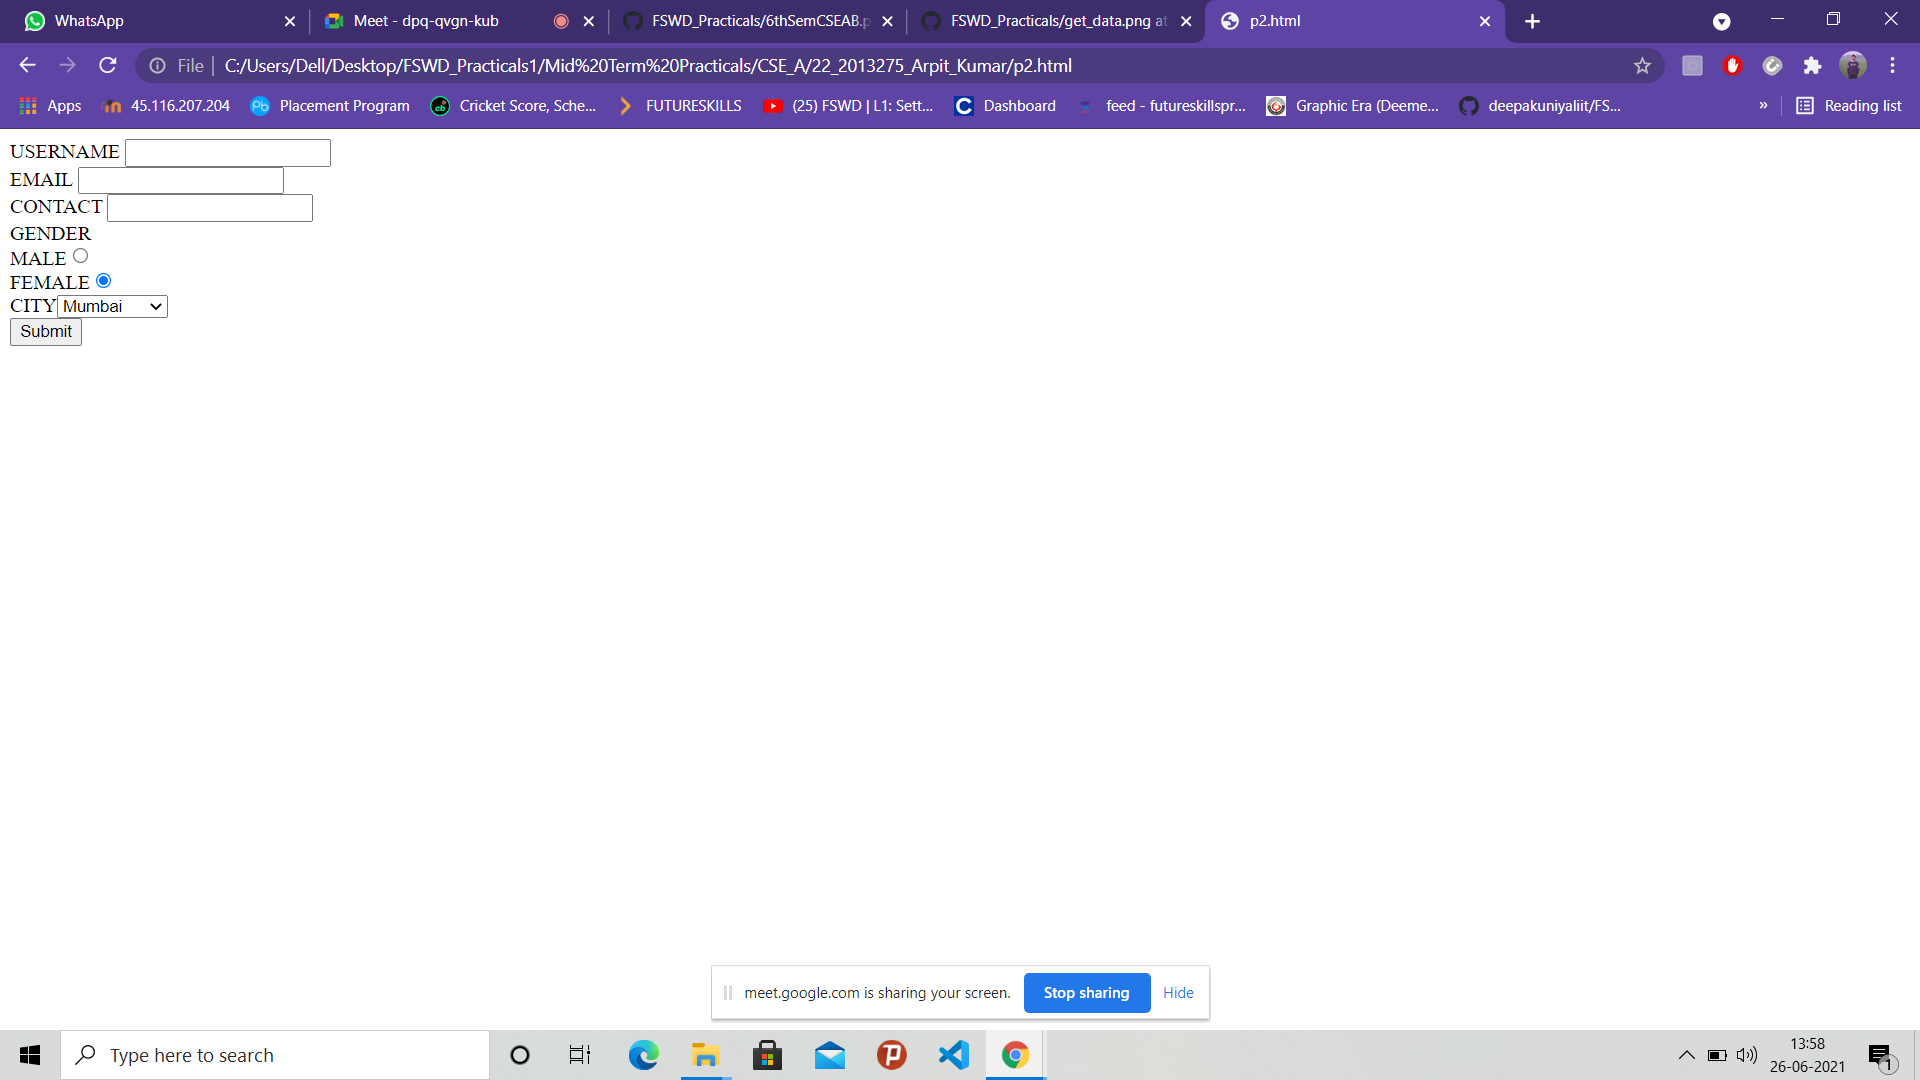 WhatsApp
Meet - dpq-qvgn-kub
FSWD_Practicals/6thSemCSEAB.p
FSWD_Practicals/get_data.png at
p2.html
File
C:/Users/Dell/Desktop/FSWD_Practicals1/Mid%20Term%20Practicals/CSE_A/22_2013275_Arpit_Kumar/p2.html
Apps
45.116.207.204
Placement Program
Cricket Score, Sche...
FUTURESKILLS
(25) FSWD | L1: Sett...
Dashboard
feed - futureskillspr...
Graphic Era (Deeme...
deepakuniyaliit/FS...
»
Reading list
USERNAME
EMAIL
CONTACT
GENDER
MALE
FEMALE
CITY Mumbai
Submit
meet.google.com is sharing your screen.
Stop sharing
Hide
Type here to search
13:58
26-06-2021
1